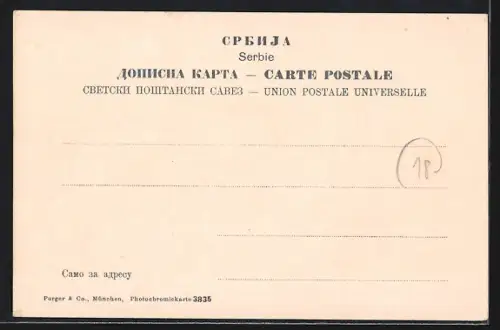 СРБИЈА
Serbie
ДОПИСНА КАРТА — CARTE POSTALE
СВЕТСКИ ПОШТАНСКИ САВЕЗ — UNION POSTALE UNIVERSELLE
18
Само за адресу
Purger & Co., München, Photochromiekarte 3835